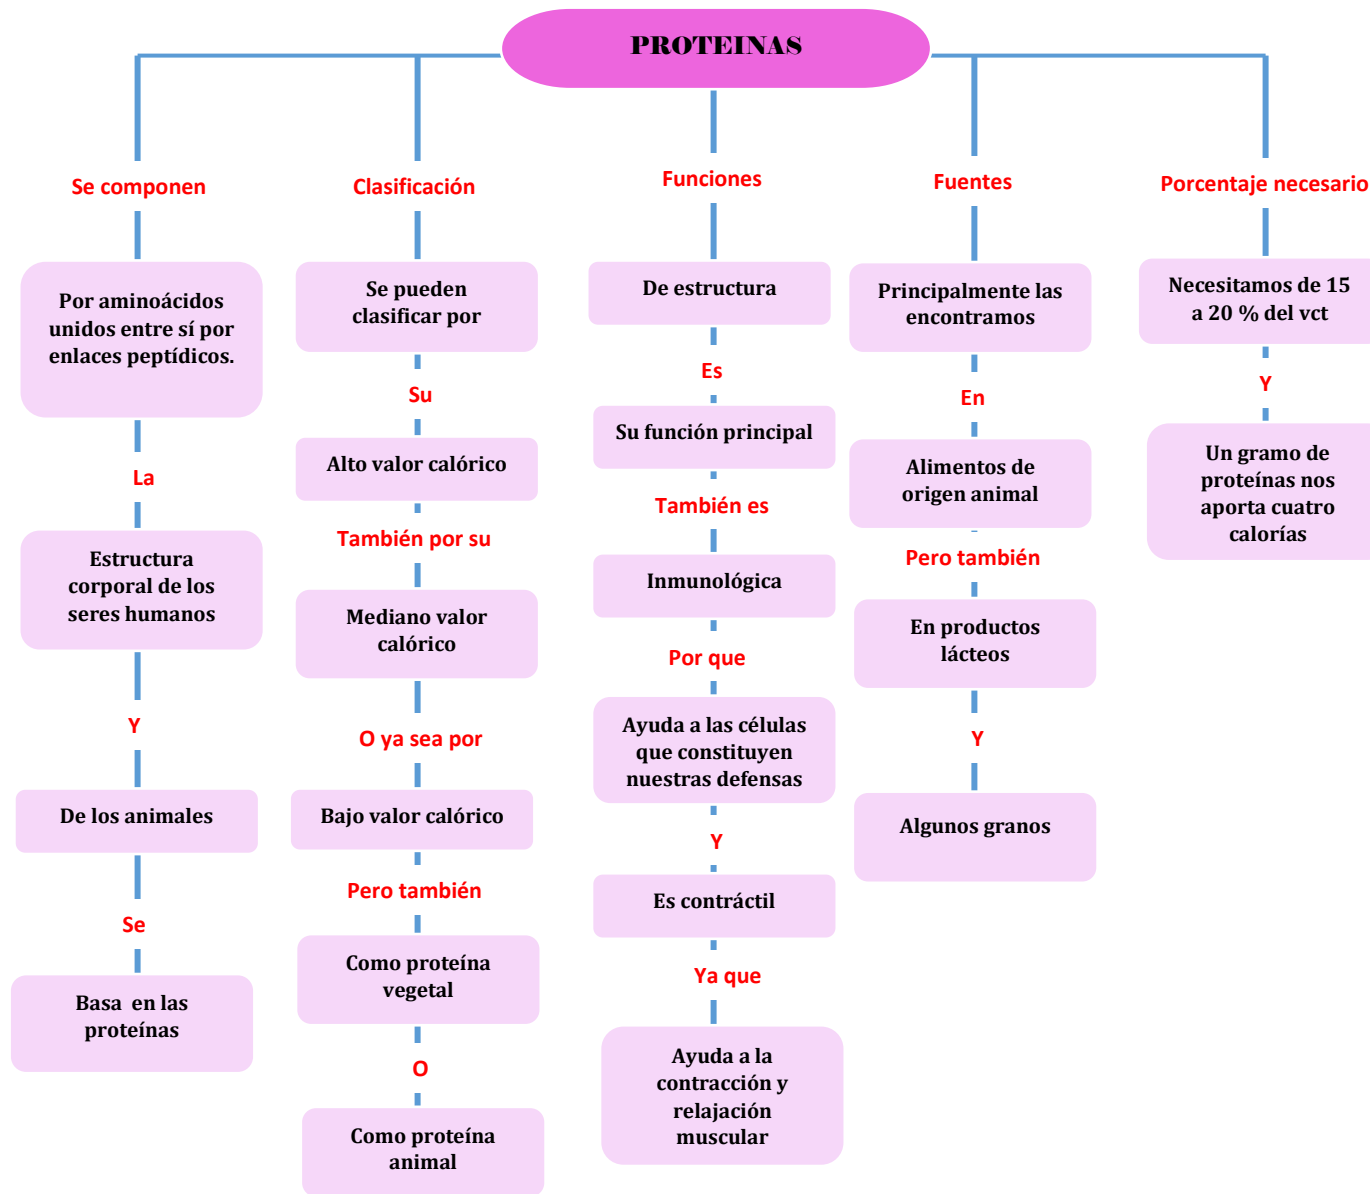 PROTEINAS
Se componen
Por aminoácidos
unidos entre sí por
enlaces peptídicos.
La
Estructura
corporal de los
seres humanos
Y
De los animales
Se
Basa  en las
proteínas
Clasificación
Se pueden
clasificar por
Su
Alto valor calórico
También por su
Mediano valor
calórico
O ya sea por
Bajo valor calórico
Pero también
Como proteína
vegetal
O
Como proteína
animal
Funciones
De estructura
Es
Su función principal
También es
Inmunológica
Por que
Ayuda a las células
que constituyen
nuestras defensas
Y
Es contráctil
Ya que
Ayuda a la
contracción y
relajación
muscular
Fuentes
Principalmente las
encontramos
En
Alimentos de
origen animal
Pero también
En productos
lácteos
Y
Algunos granos
Porcentaje necesario
Necesitamos de 15
a 20 % del vct
Y
Un gramo de
proteínas nos
aporta cuatro
calorías